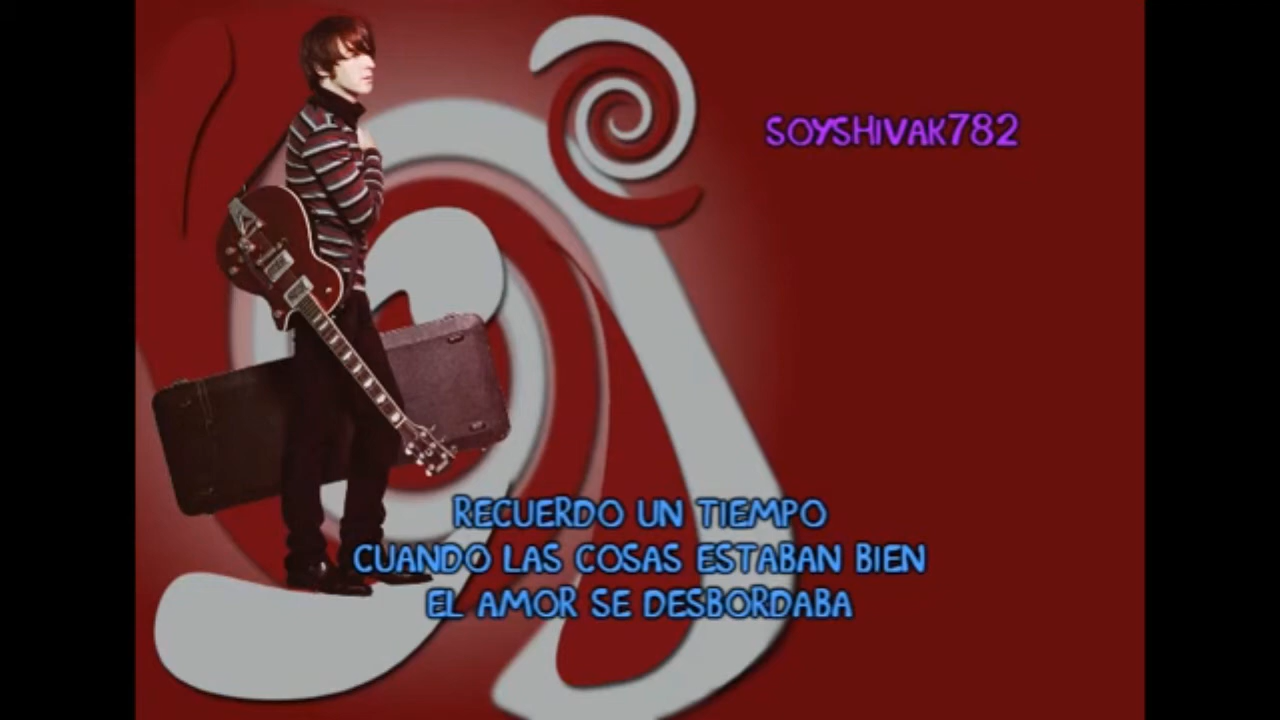 SOYSHIVAK782
RECUERDO UN TIEMPO
CUANDO LAS COSAS ESTABAN BIEN
EL AMOR SE DESBORDABA